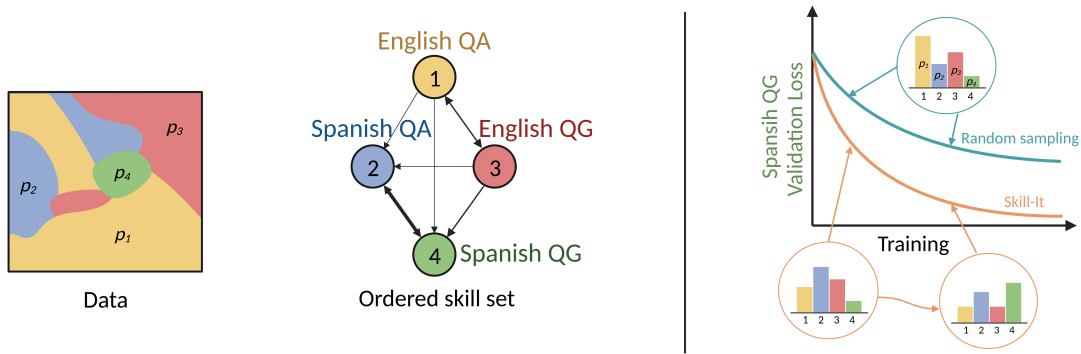 p3
p2
p4
p1
Data
English QA
1
Spanish QA
English QG
2
3
4
Spanish QG
Ordered skill set
Spansih QG
Validation Loss
p1
p2
p3
p4
1 2 3 4
Random sampling
Skill-It
Training
1 2 3 4
1 2 3 4